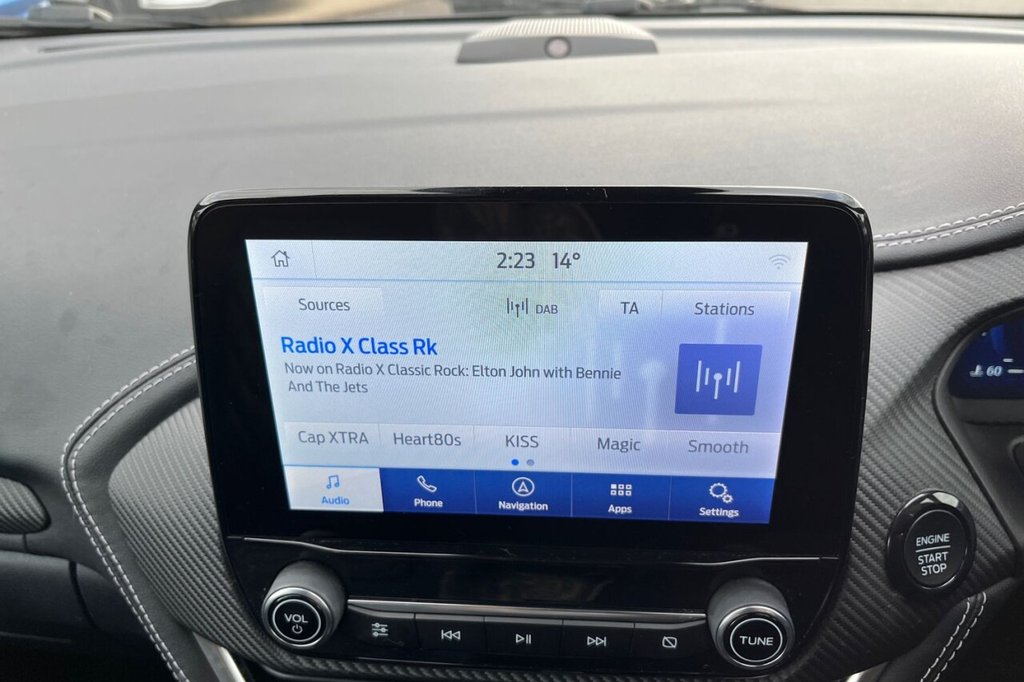 2:23 14°
Sources DAB TA Stations
Radio X Class Rk
Now on Radio X Classic Rock: Elton John with Bennie
And The Jets
Cap XTRA Heart80s KISS Magic Smooth
Audio Phone Navigation Apps Settings
60
ENGINE
START
STOP
VOL
TUNE